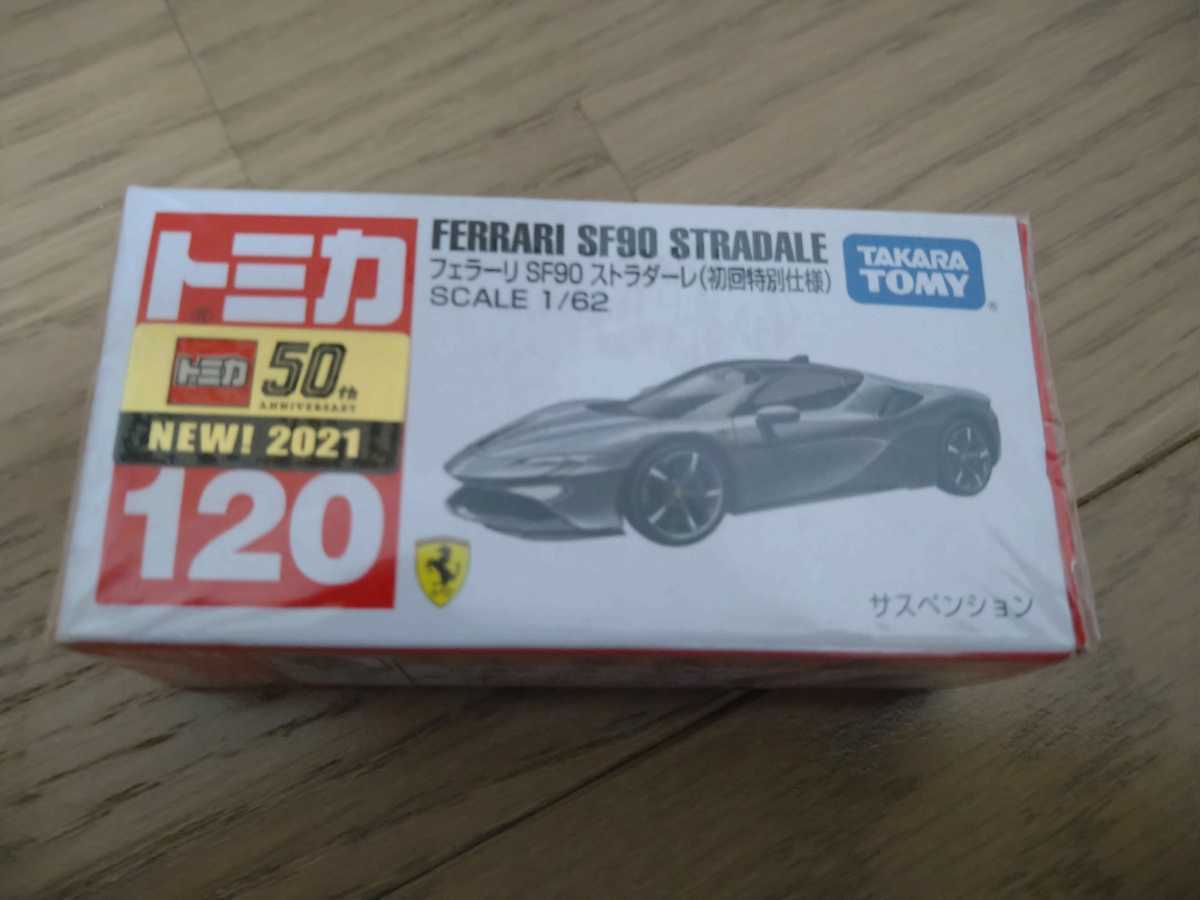 トミカ
®
トミカ 50th
ANNIVERSARY
NEW! 2021
120
FERRARI SF90 STRADALE
フェラーリ SF90 ストラダーレ(初回特別仕様)
SCALE 1/62
TAKARA
TOMY
®
サスペンション